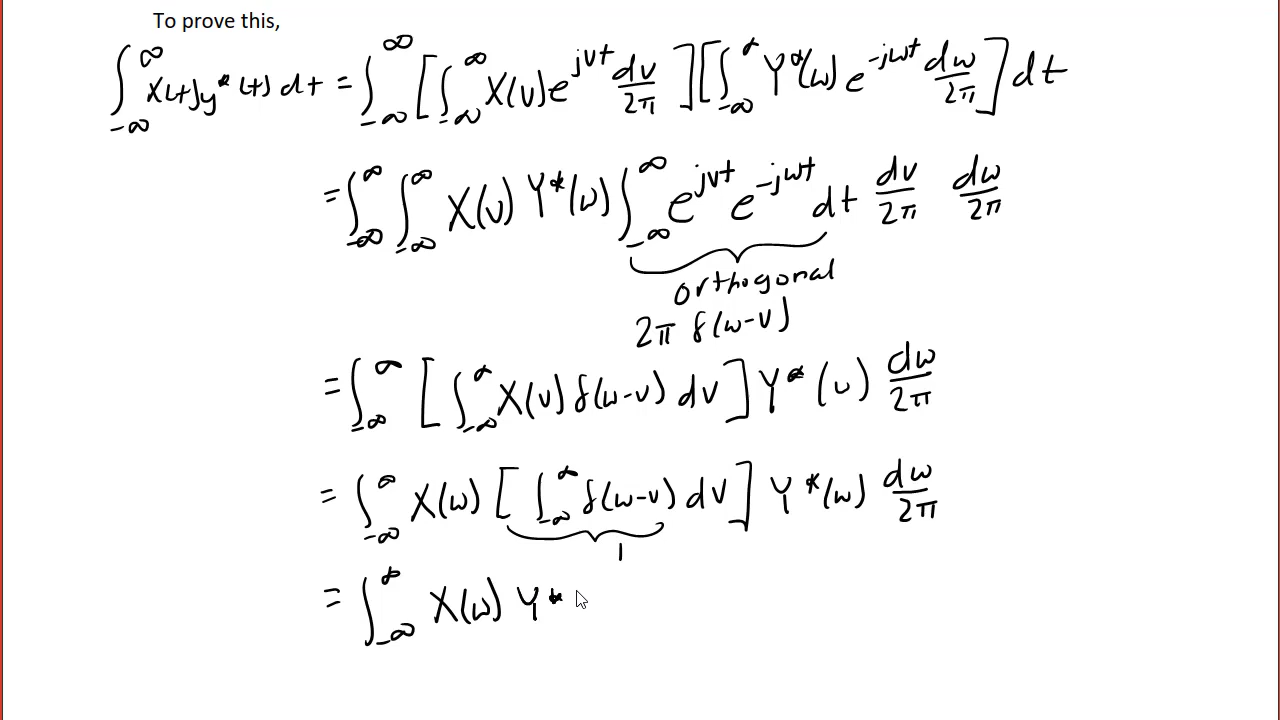 To prove this,
∫_{-∞}^{∞} x(t) y*(t) dt = ∫_{-∞}^{∞} [ ∫_{-∞}^{∞} X(v) e^{jvt} dv/2π ] [ ∫_{-∞}^{∞} Y*(ω) e^{-jωt} dω/2π ] dt
= ∫_{-∞}^{∞} ∫_{-∞}^{∞} X(v) Y*(ω) ∫_{-∞}^{∞} e^{jvt} e^{-jωt} dt dv/2π dω/2π
orthogonal
2π δ(ω-v)
= ∫_{-∞}^{∞} [ ∫_{-∞}^{∞} X(v) δ(ω-v) dv ] Y*(ω) dω/2π
= ∫_{-∞}^{∞} X(ω) [ ∫_{-∞}^{∞} δ(ω-v) dv ] Y*(ω) dω/2π
1
= ∫_{-∞}^{∞} X(ω) Y*